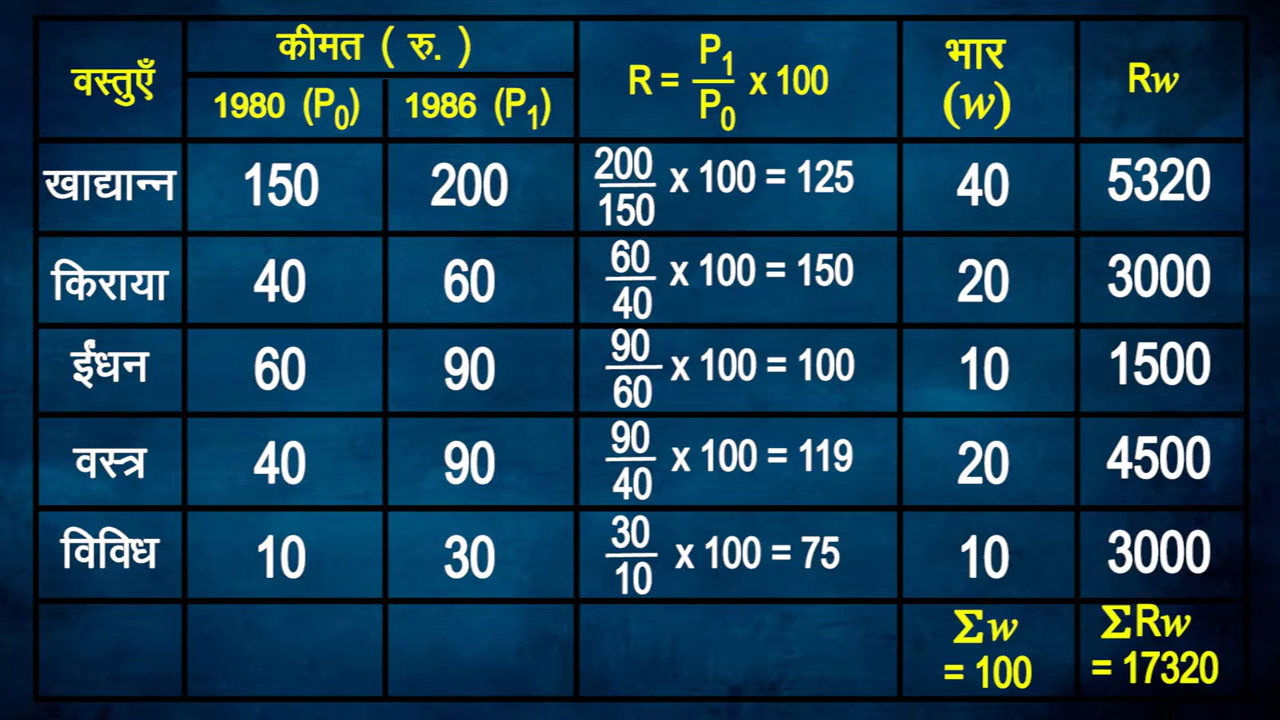 वस्तुएँ कीमत ( रु. ) R = P₁/P₀ x 100 भार (w) Rw
1980 (P₀) 1986 (P₁)
खाद्यान्न 150 200 200/150 x 100 = 125 40 5320
किराया 40 60 60/40 x 100 = 150 20 3000
ईंधन 60 90 90/60 x 100 = 100 10 1500
वस्त्र 40 90 90/40 x 100 = 119 20 4500
विविध 10 30 30/10 x 100 = 75 10 3000
Σw ΣRw
= 100 = 17320